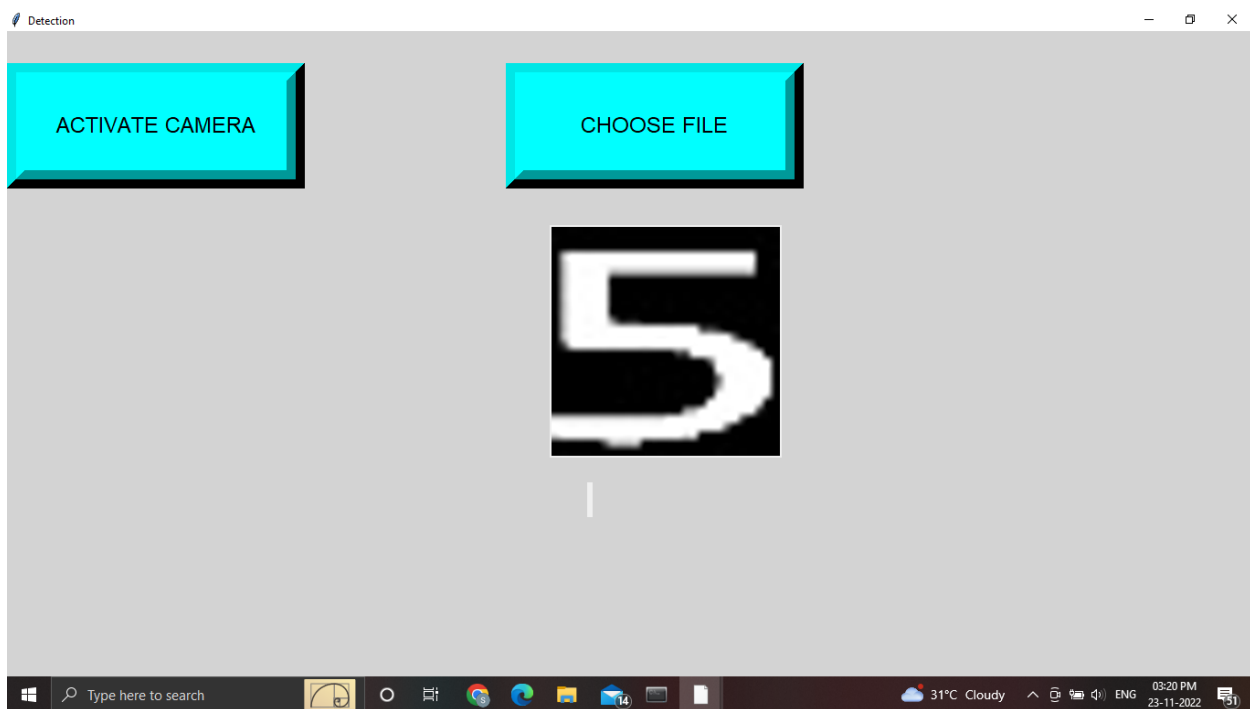 Detection
ACTIVATE CAMERA
CHOOSE FILE
5
Type here to search
14
31°C Cloudy
ENG
03:20 PM
23-11-2022
51